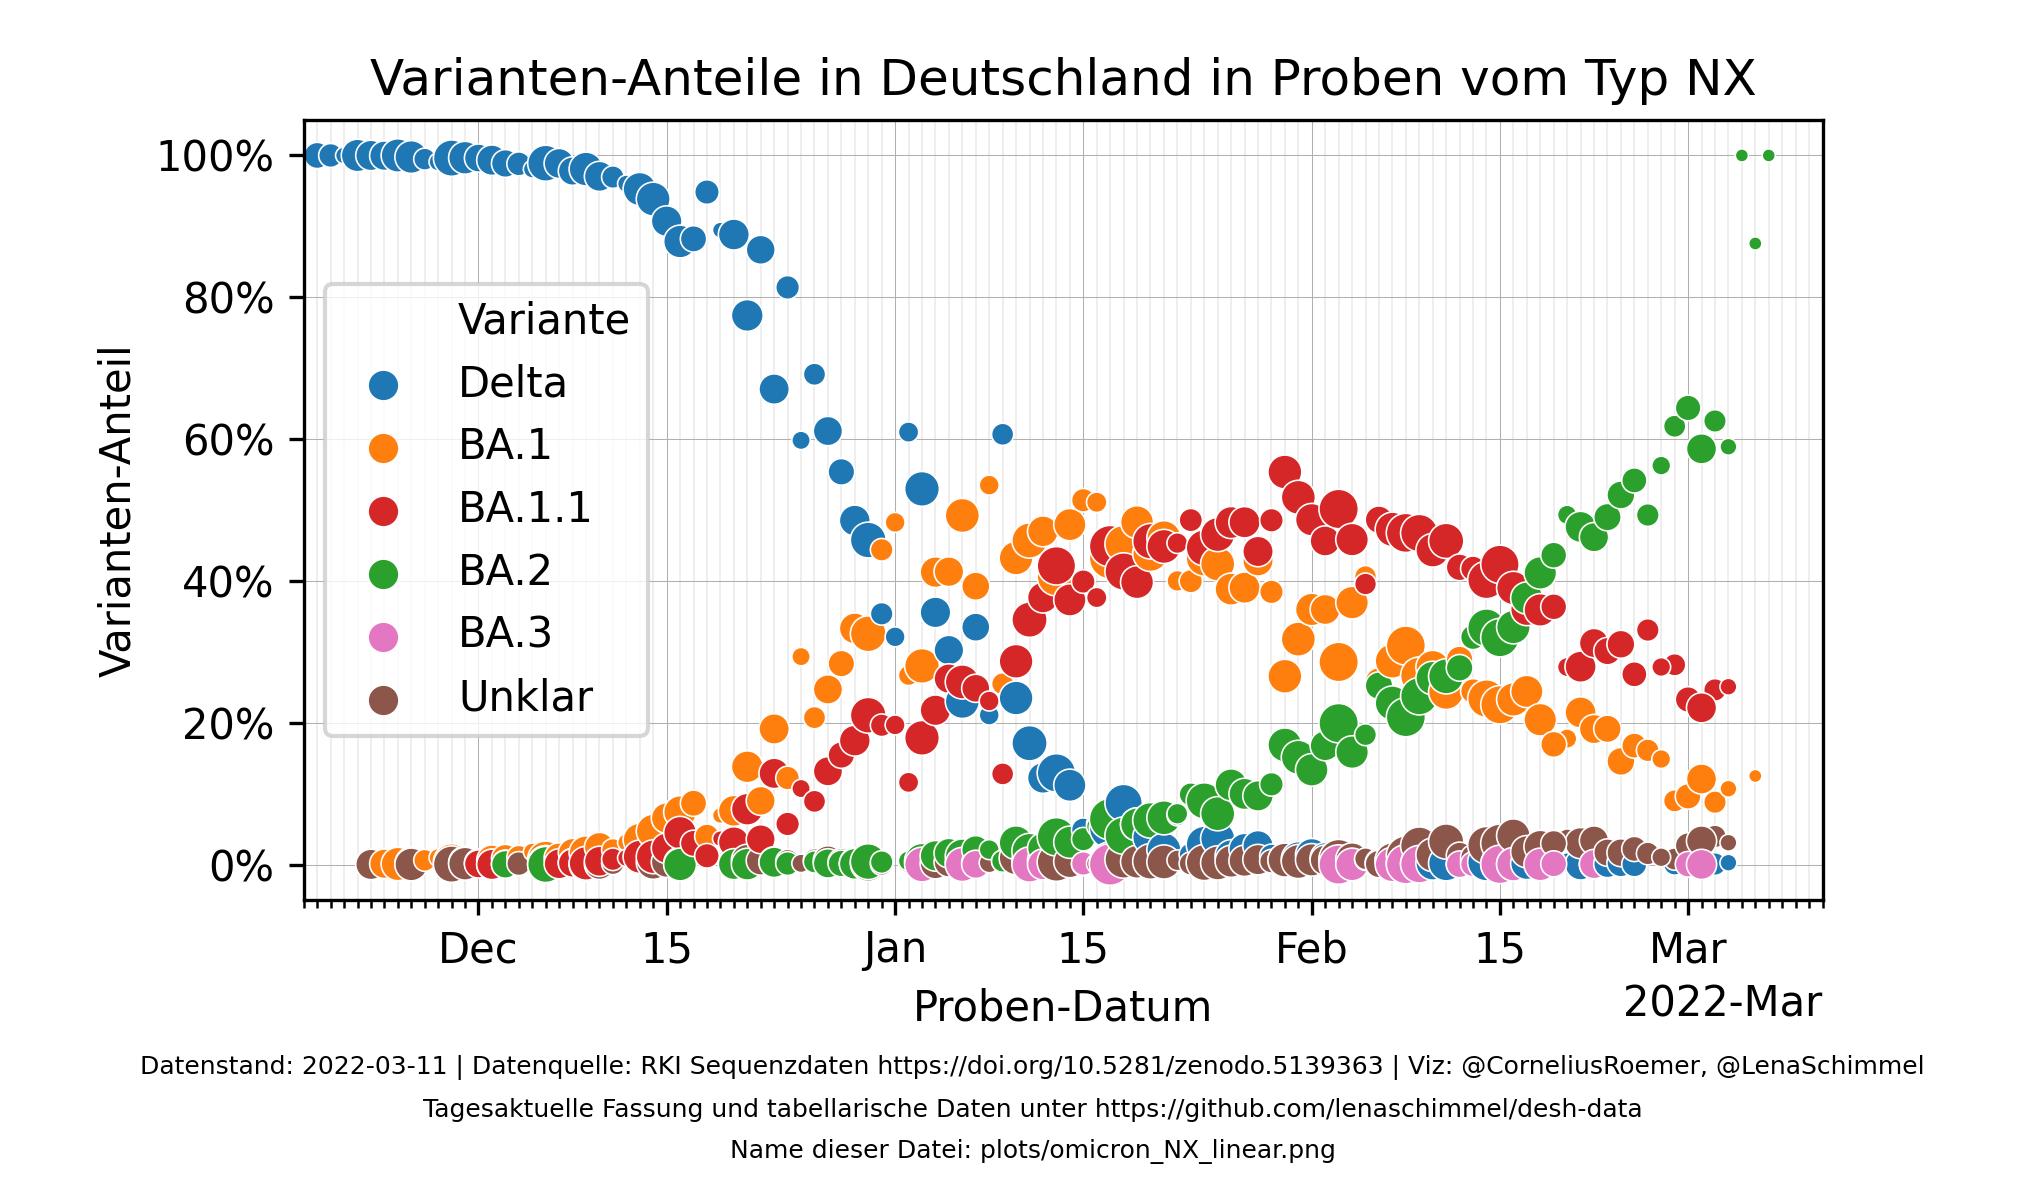 Varianten-Anteile in Deutschland in Proben vom Typ NX
100%
80%
60%
40%
20%
0%
Varianten-Anteil
Variante
Delta
BA.1
BA.1.1
BA.2
BA.3
Unklar
Dec 15 Jan 15 Feb 15 Mar
2022-Mar
Proben-Datum
Datenstand: 2022-03-11 | Datenquelle: RKI Sequenzdaten https://doi.org/10.5281/zenodo.5139363 | Viz: @CorneliusRoemer, @LenaSchimmel
Tagesaktuelle Fassung und tabellarische Daten unter https://github.com/lenaschimmel/desh-data
Name dieser Datei: plots/omicron_NX_linear.png